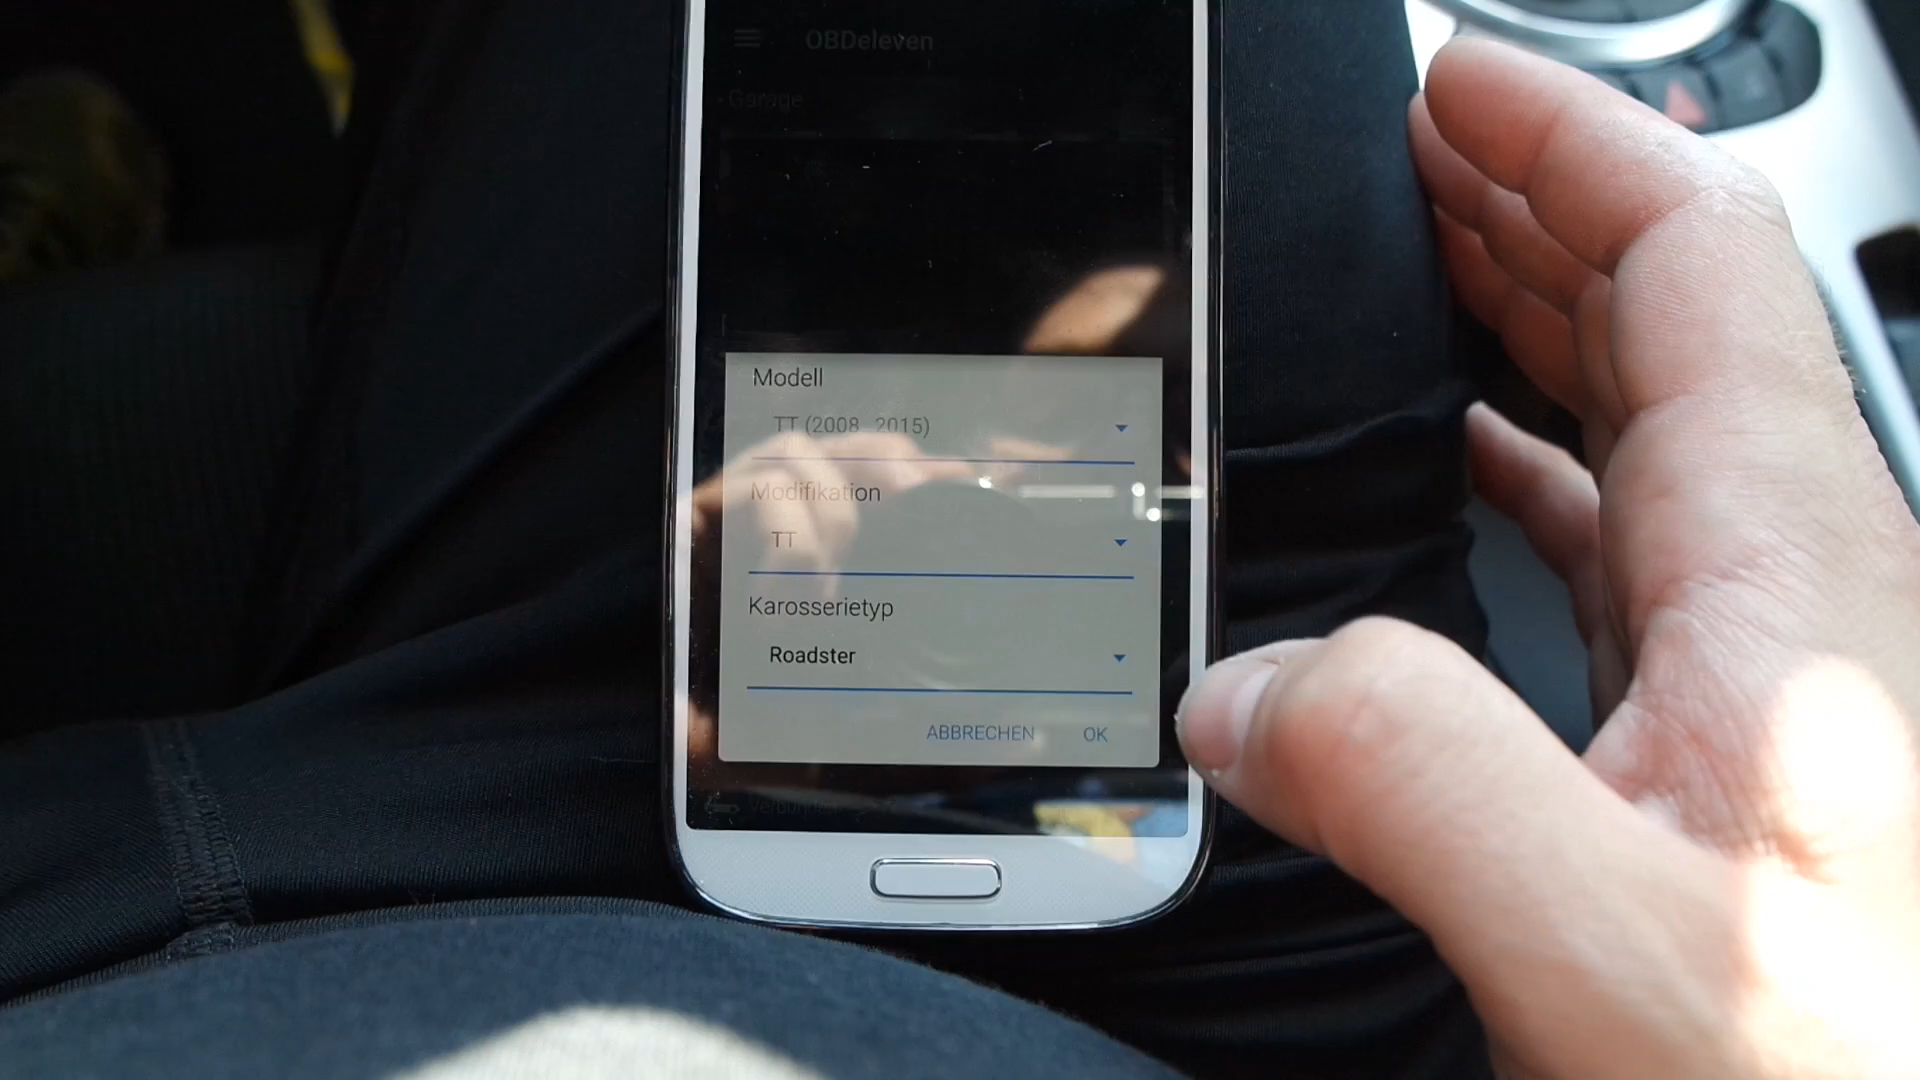 OBDeleven
Garage
Modell
TT (2008 2015)
Modifikation
TT
Karosserietyp
Roadster
ABBRECHEN OK